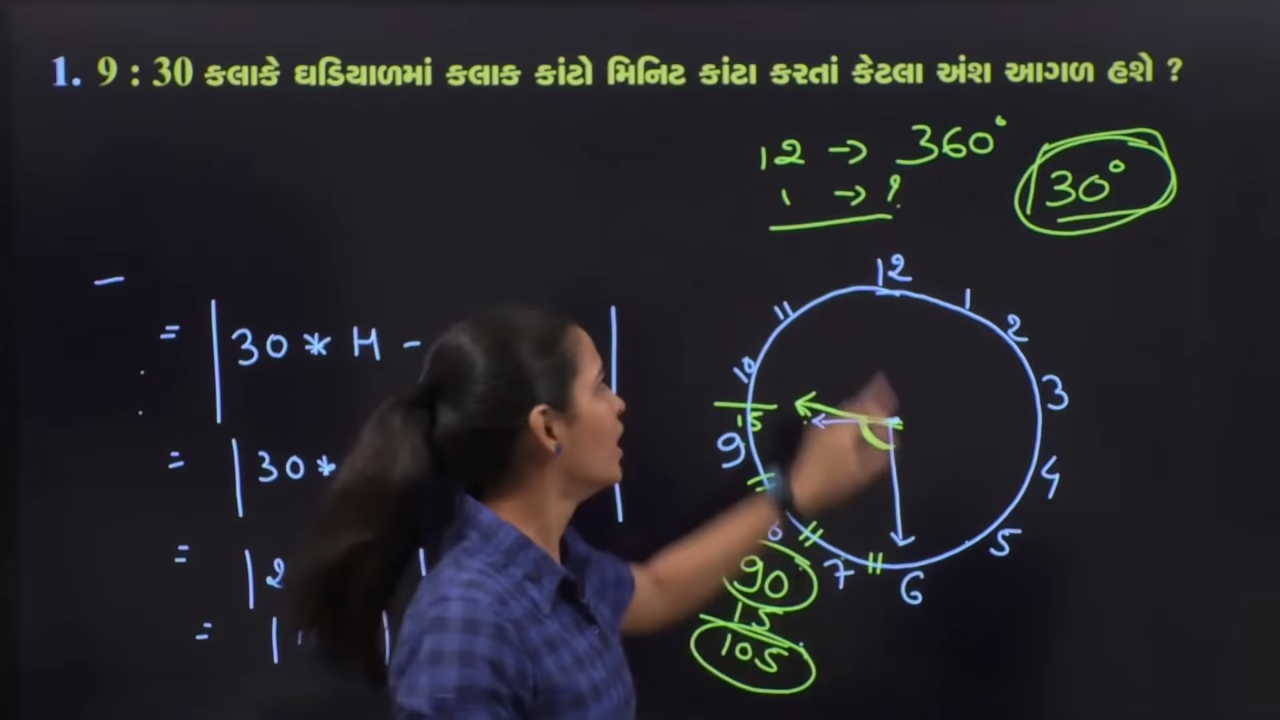 1. 9 : 30 કલાકે ઘડિયાળમાં કલાક કાંટો મિનિટ કાંટા કરતાં કેટલા અંશ આગળ હશે ?
12 → 360°
1 → ?
30°
= | 30 * M - |
= | 30 * |
= | 2 |
= | |
12
11
1
2
10
3
15
9
4
5
7
6
90
15
105